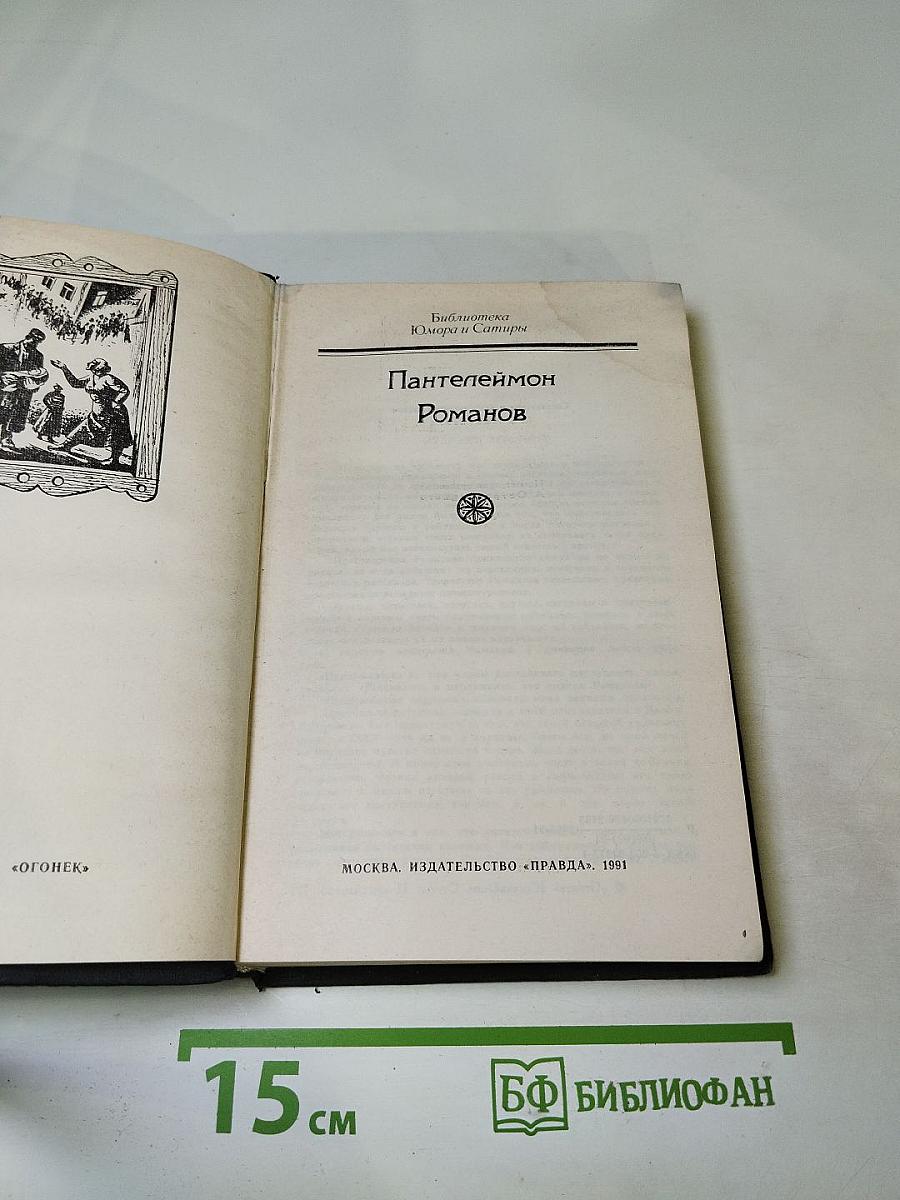 Библиотека
Юмора и Сатиры
Пантелеймон
Романов
«ОГОНЕК»
МОСКВА. ИЗДАТЕЛЬСТВО «ПРАВДА». 1991
15 см
БФ БИБЛИОФАН